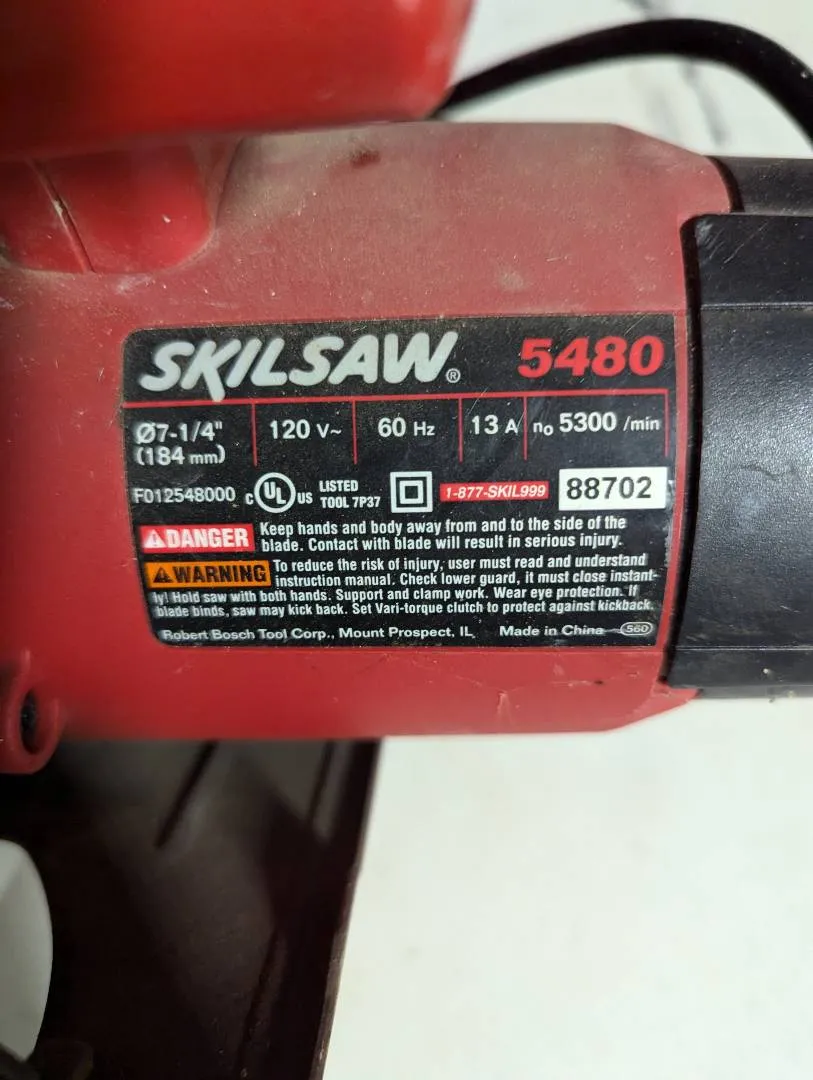 SKILSAW® 5480
Ø7-1/4" 120 V~ 60 Hz 13 A no 5300 /min
(184 mm)
F012548000 C UL US LISTED TOOL 7P37 1-877-SKIL999 88702
DANGER Keep hands and body away from and to the side of the
blade. Contact with blade will result in serious injury.
WARNING To reduce the risk of injury, user must read and understand
instruction manual. Check lower guard, it must close instant-
ly! Hold saw with both hands. Support and clamp work. Wear eye protection. If
blade binds, saw may kick back. Set Vari-torque clutch to protect against kickback.
Robert Bosch Tool Corp., Mount Prospect, IL Made in China 560